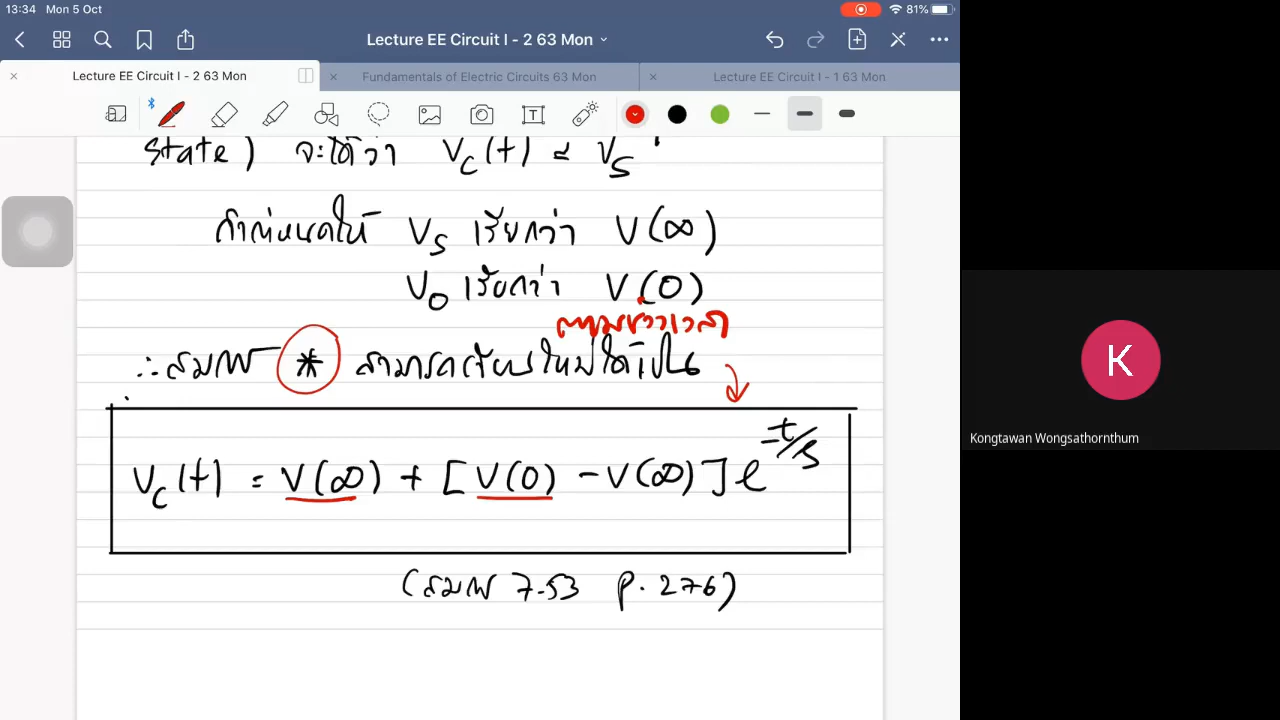 13:34 Mon 5 Oct
81%
Lecture EE Circuit I - 2 63 Mon
Lecture EE Circuit I - 2 63 Mon
Fundamentals of Electric Circuits 63 Mon
Lecture EE Circuit I - 1 63 Mon
T
State) จะได้ว่า Vc(t) = Vs
กำหนดให้ Vs เรียกว่า V(∞)
V0 เรียกว่า V(0)
ตามช่วงเวลา
∴ สมการ * สามารถเขียนใหม่ได้เป็น
Vc(t) = V(∞) + [V(0) - V(∞)] e^-t/τ
(สมการ 7.53 p. 276)
K
Kongtawan Wongsathornthum